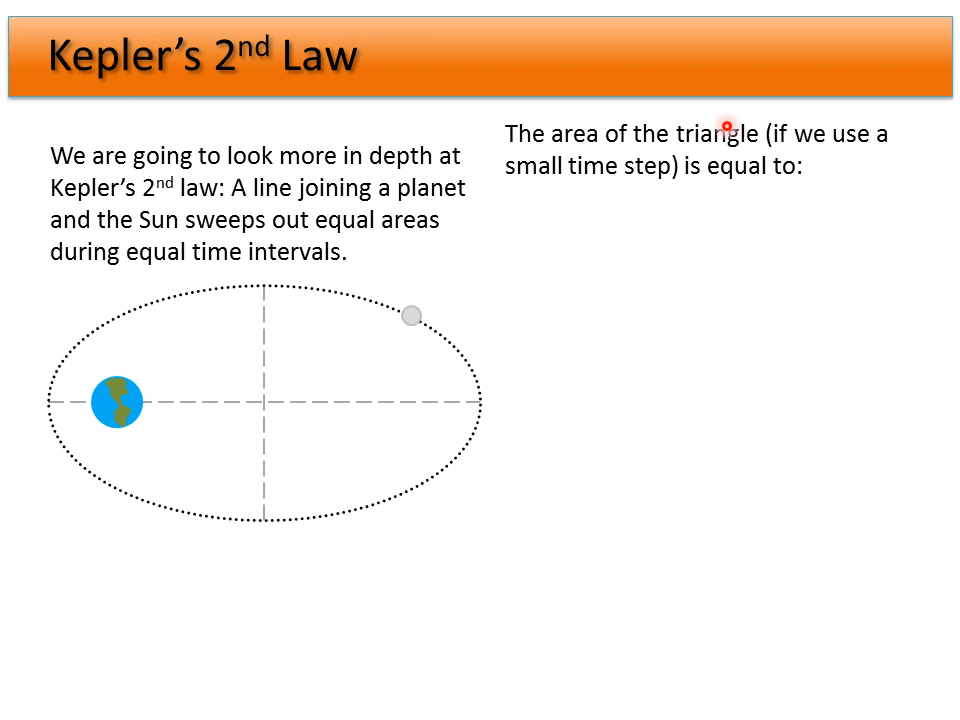 Kepler’s 2nd Law
We are going to look more in depth at
Kepler’s 2nd law: A line joining a planet
and the Sun sweeps out equal areas
during equal time intervals.
The area of the triangle (if we use a
small time step) is equal to: